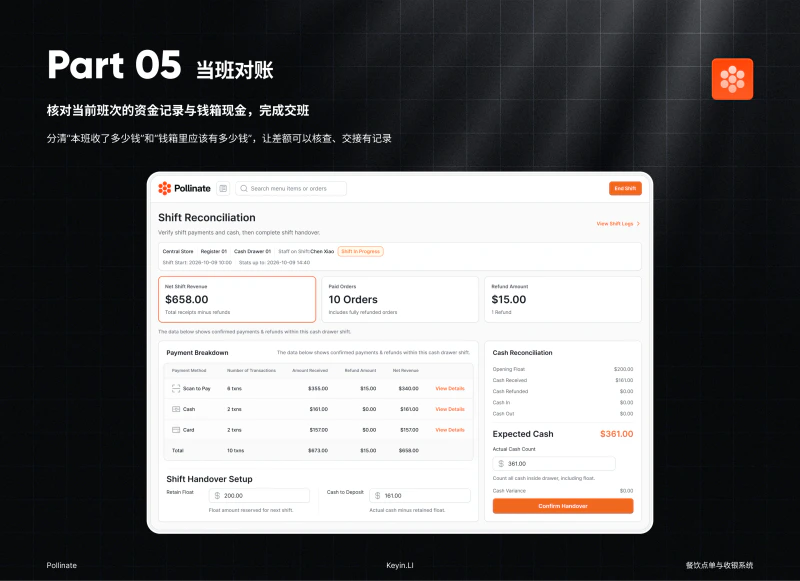 Part 05 当班对账
核对当前班次的资金记录与钱箱现金，完成交班
分清“本班收了多少钱”和“钱箱里应该有多少钱”，让差额可以核查、交接有记录
Pollinate
Search menu items or orders
End Shift
Shift Reconciliation
Verify shift payments and cash, then complete shift handover.
View Shift Logs
Central Store Register 01 Cash Drawer 01 Staff on Shift: Chen Xiao Shift In Progress
Shift Start: 2026-10-09 10:00 Stats up to: 2026-10-09 14:40
Net Shift Revenue
$658.00
Total receipts minus refunds
Paid Orders
10 Orders
Includes fully refunded orders
Refund Amount
$15.00
1 Refund
The data below shows confirmed payments & refunds within this cash drawer shift.
Payment Breakdown The data below shows confirmed payments & refunds within this cash drawer shift.
Payment Method Number of Transactions Amount Received Refund Amount Net Revenue
Scan to Pay 6 txns $355.00 $15.00 $340.00 View Details
Cash 2 txns $161.00 $0.00 $161.00 View Details
Card 2 txns $157.00 $0.00 $157.00 View Details
Total 10 txns $673.00 $15.00 $658.00
Shift Handover Setup
Retain Float $ 200.00
Float amount reserved for next shift.
Cash to Deposit $ 161.00
Actual cash minus retained float.
Cash Reconciliation
Opening Float $200.00
Cash Received $161.00
Cash Refunded $0.00
Cash In $0.00
Cash Out $0.00
Expected Cash $361.00
Actual Cash Count
$ 361.00
Count all cash inside drawer, including float.
Cash Variance $0.00
Confirm Handover
Pollinate
Keyin.LI
餐饮点单与收银系统